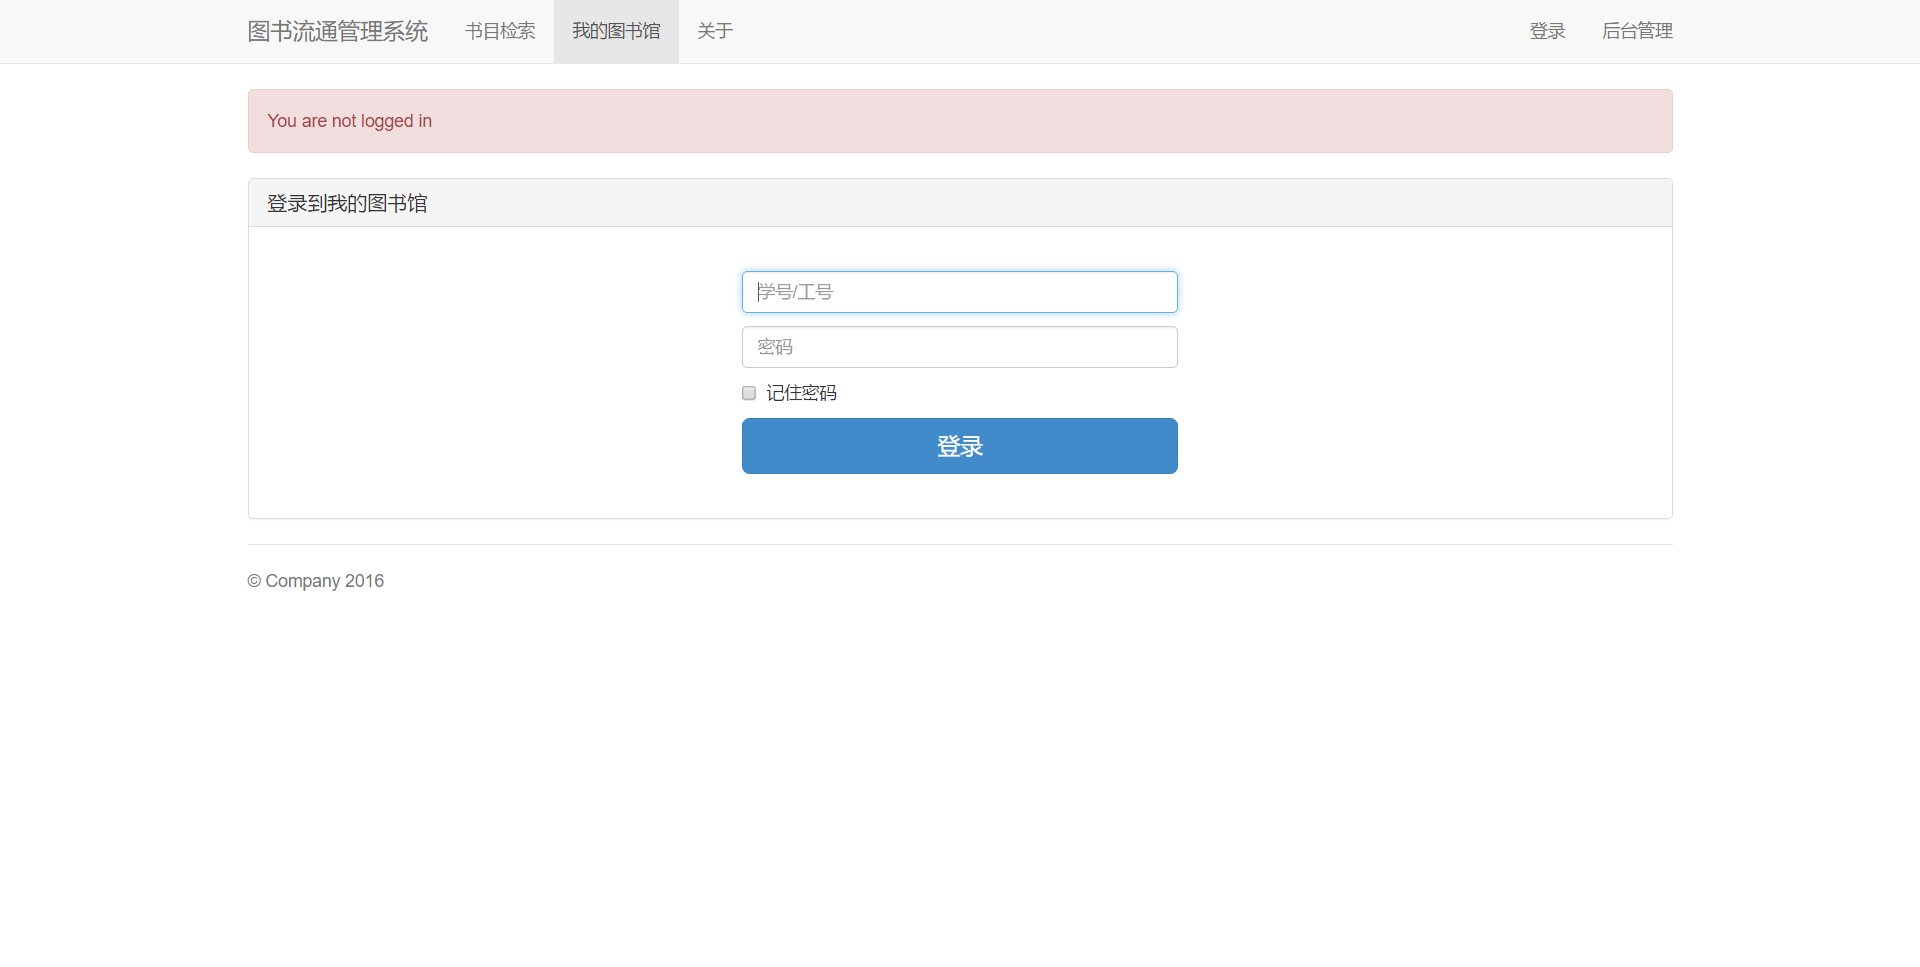 图书流通管理系统 书目检索 我的图书馆 关于 登录 后台管理
You are not logged in
登录到我的图书馆
学号/工号
密码
记住密码
登录
© Company 2016